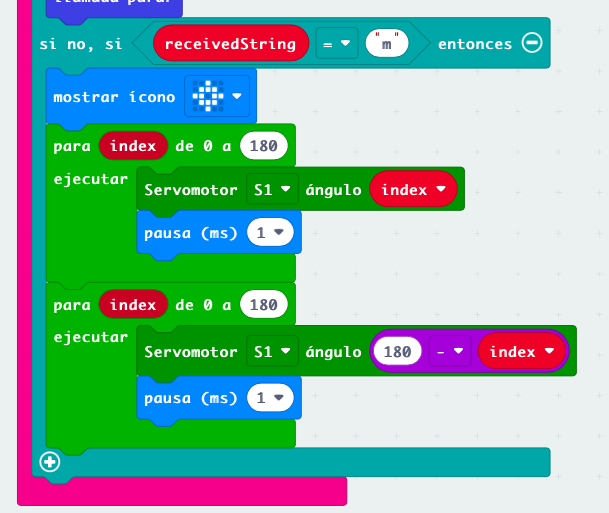 llamada parar
si no, si receivedString = ▾ "m" entonces
mostrar ícono
para index de 0 a 180
ejecutar
Servomotor S1 ▾ ángulo index ▾
pausa (ms) 1 ▾
para index de 0 a 180
ejecutar
Servomotor S1 ▾ ángulo 180 - ▾ index ▾
pausa (ms) 1 ▾